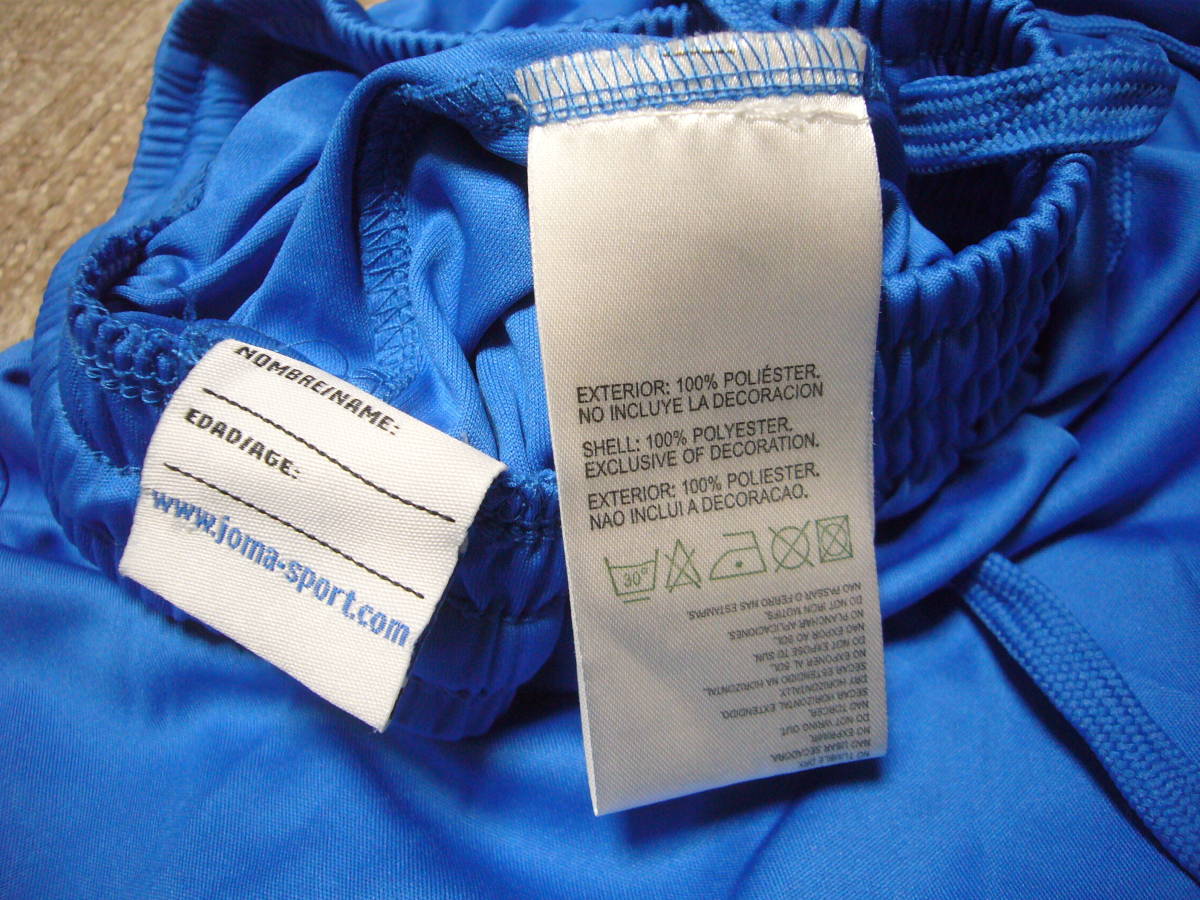 NOMBRE/NAME:
EDAD/AGE:
www.joma-sport.com
EXTERIOR: 100% POLIÉSTER.
NO INCLUYE LA DECORACION
SHELL: 100% POLYESTER.
EXCLUSIVE OF DECORATION.
EXTERIOR: 100% POLIESTER.
NAO INCLUI A DECORACAO.
30°
NO TUMBLE DRY.
NAO USAR SECADORA.
NO EXPRIMIR.
DO NOT WRING OUT.
NAO TORCER.
SECAR HORIZONTAL EXTENDIDO.
DRY HORIZONTALLY.
SECAR ESTENDIDO NA HORIZONTAL.
NO EXPONER AL SOL.
DO NOT EXPOSE TO SUN.
NAO EXPOR AO SOL.
NO PLANCHAR APLICACIONES.
DO NOT IRON MOTIFS.
NAO PASSAR O FERRO NAS ESTAMPAS.